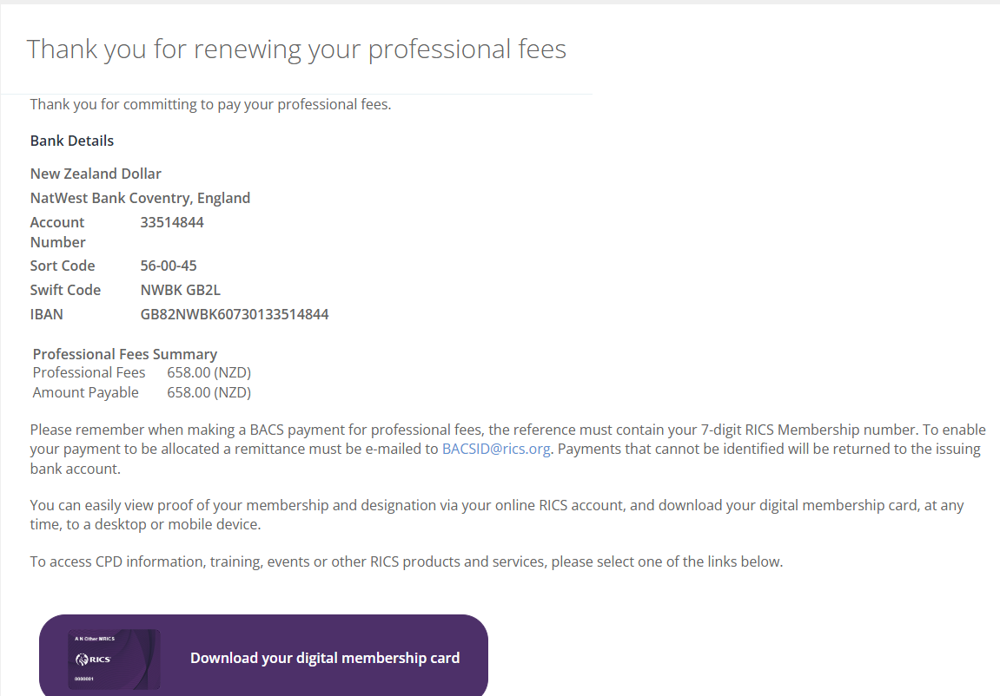 Thank you for renewing your professional fees
Thank you for committing to pay your professional fees.
Bank Details
New Zealand Dollar
NatWest Bank Coventry, England
Account Number 33514844
Sort Code 56-00-45
Swift Code NWBK GB2L
IBAN GB82NWBK60730133514844
Professional Fees Summary
Professional Fees 658.00 (NZD)
Amount Payable 658.00 (NZD)
Please remember when making a BACS payment for professional fees, the reference must contain your 7-digit RICS Membership number. To enable
your payment to be allocated a remittance must be e-mailed to BACSID@rics.org. Payments that cannot be identified will be returned to the issuing
bank account.
You can easily view proof of your membership and designation via your online RICS account, and download your digital membership card, at any
time, to a desktop or mobile device.
To access CPD information, training, events or other RICS products and services, please select one of the links below.
A N Other MRICS
RICS
0000001
Download your digital membership card